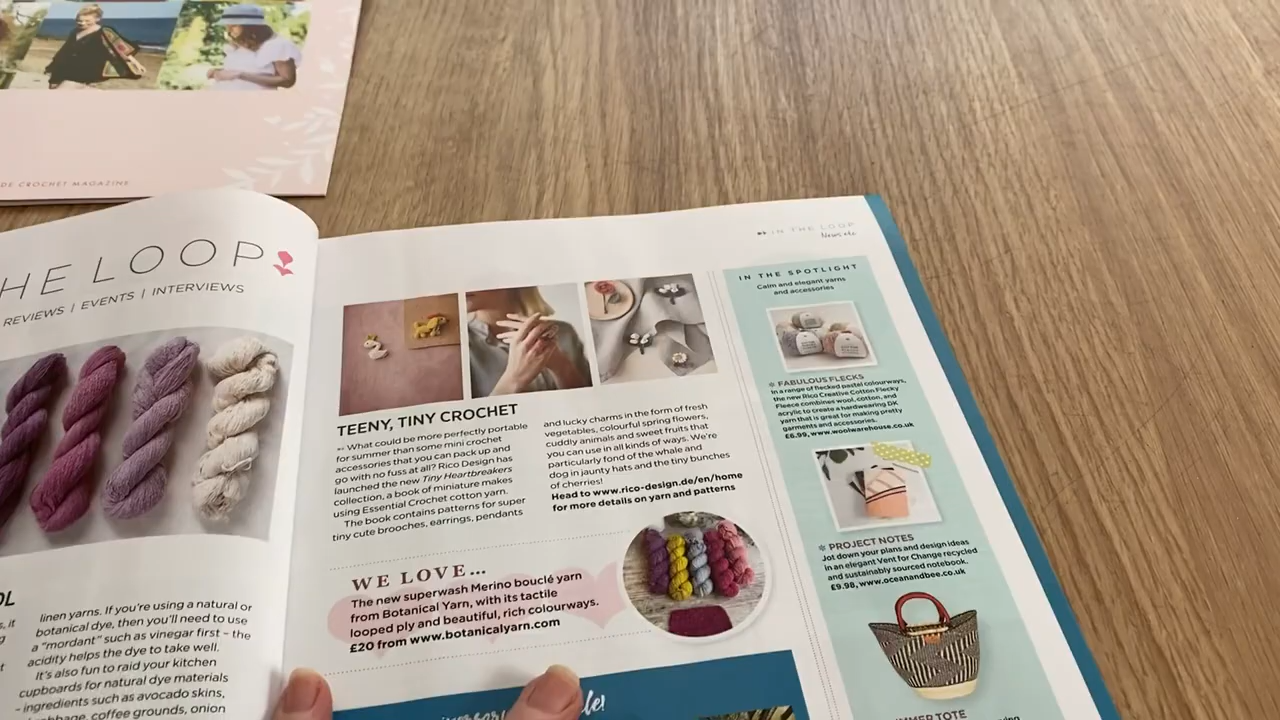 DE CROCHET MAGAZINE
HE LOOP
REVIEWS | EVENTS | INTERVIEWS
linen yarns. If you're using a natural or
botanical dye, then you'll need to use
a "mordant" such as vinegar first – the
acidity helps the dye to take well.
It's also fun to raid your kitchen
cupboards for natural dye materials
– ingredients such as avocado skins,
coffee grounds, onion
IN THE LOOP
News etc
TEENY, TINY CROCHET
What could be more perfectly portable
for summer than some mini crochet
accessories that you can pack up and
go with no fuss at all? Rico Design has
launched the new Tiny Heartbreakers
collection, a book of miniature makes
using Essential Crochet cotton yarn.
The book contains patterns for super
tiny cute brooches, earrings, pendants
and lucky charms in the form of fresh
vegetables, colourful spring flowers,
cuddly animals and sweet fruits that
you can use in all kinds of ways. We're
particularly fond of the whale and
dog in jaunty hats and the tiny bunches
of cherries!
Head to www.rico-design.de/en/home
for more details on yarn and patterns
WE LOVE...
The new superwash Merino bouclé yarn
from Botanical Yarn, with its tactile
looped ply and beautiful, rich colourways.
£20 from www.botanicalyarn.com
IN THE SPOTLIGHT
Calm and elegant yarns
and accessories
FABULOUS FLECKS
In a range of flecked pastel colourways,
the new Rico Creative Cotton Flecky
Fleece combines wool, cotton, and
acrylic to create a hardwearing DK
yarn that is great for making pretty
garments and accessories.
£6.99, www.woolwarehouse.co.uk
PROJECT NOTES
Jot down your plans and design ideas
in an elegant Vent for Change recycled
and sustainably sourced notebook.
£9.98, www.oceanandbee.co.uk